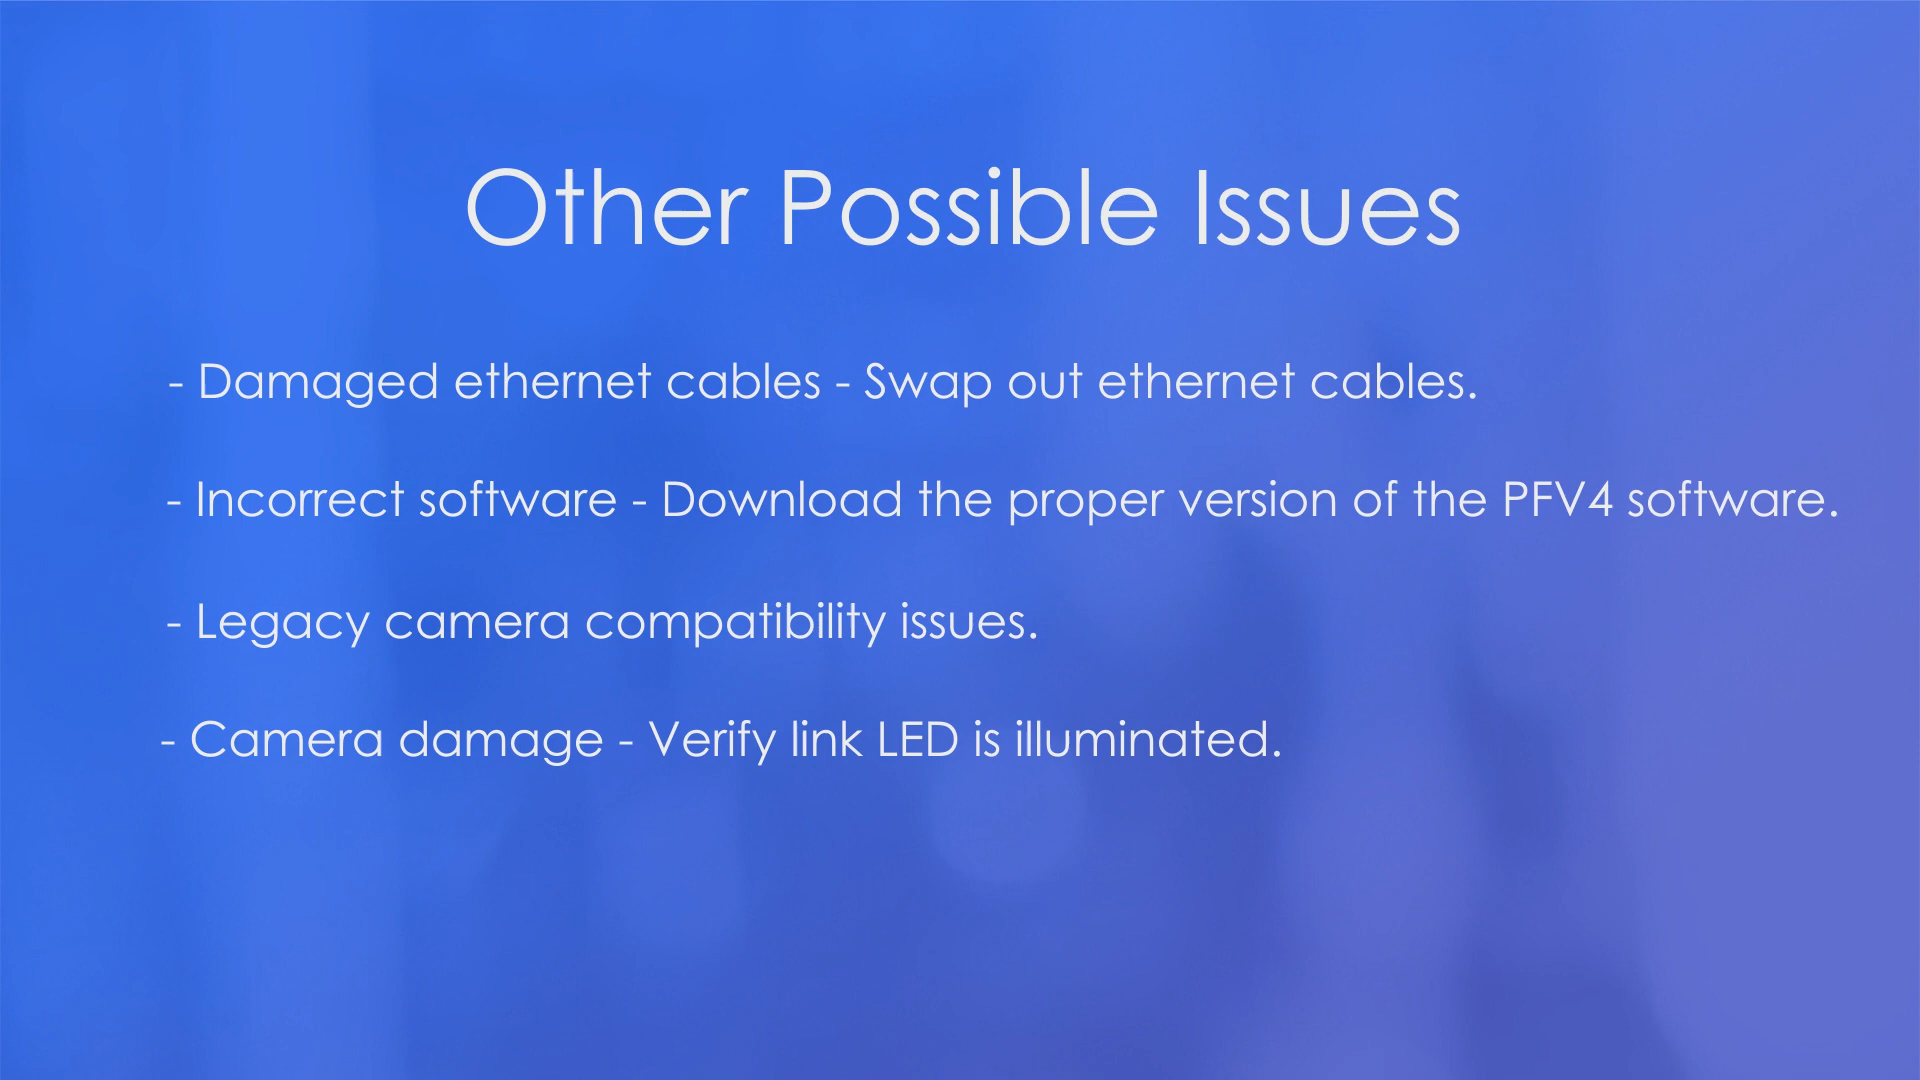 Other Possible Issues
- Damaged ethernet cables - Swap out ethernet cables.
- Incorrect software - Download the proper version of the PFV4 software.
- Legacy camera compatibility issues.
- Camera damage - Verify link LED is illuminated.